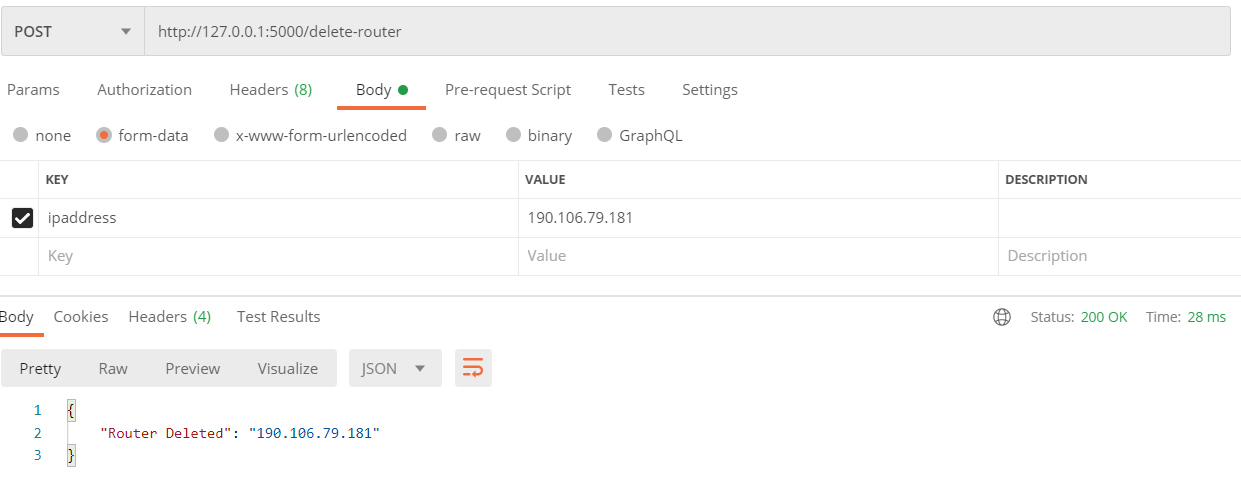 POST http://127.0.0.1:5000/delete-router
Params Authorization Headers (8) Body Pre-request Script Tests Settings
none form-data x-www-form-urlencoded raw binary GraphQL
KEY VALUE DESCRIPTION
ipaddress 190.106.79.181
Key Value Description
Body Cookies Headers (4) Test Results Status: 200 OK Time: 28 ms
Pretty Raw Preview Visualize JSON
1 {
2 "Router Deleted": "190.106.79.181"
3 }